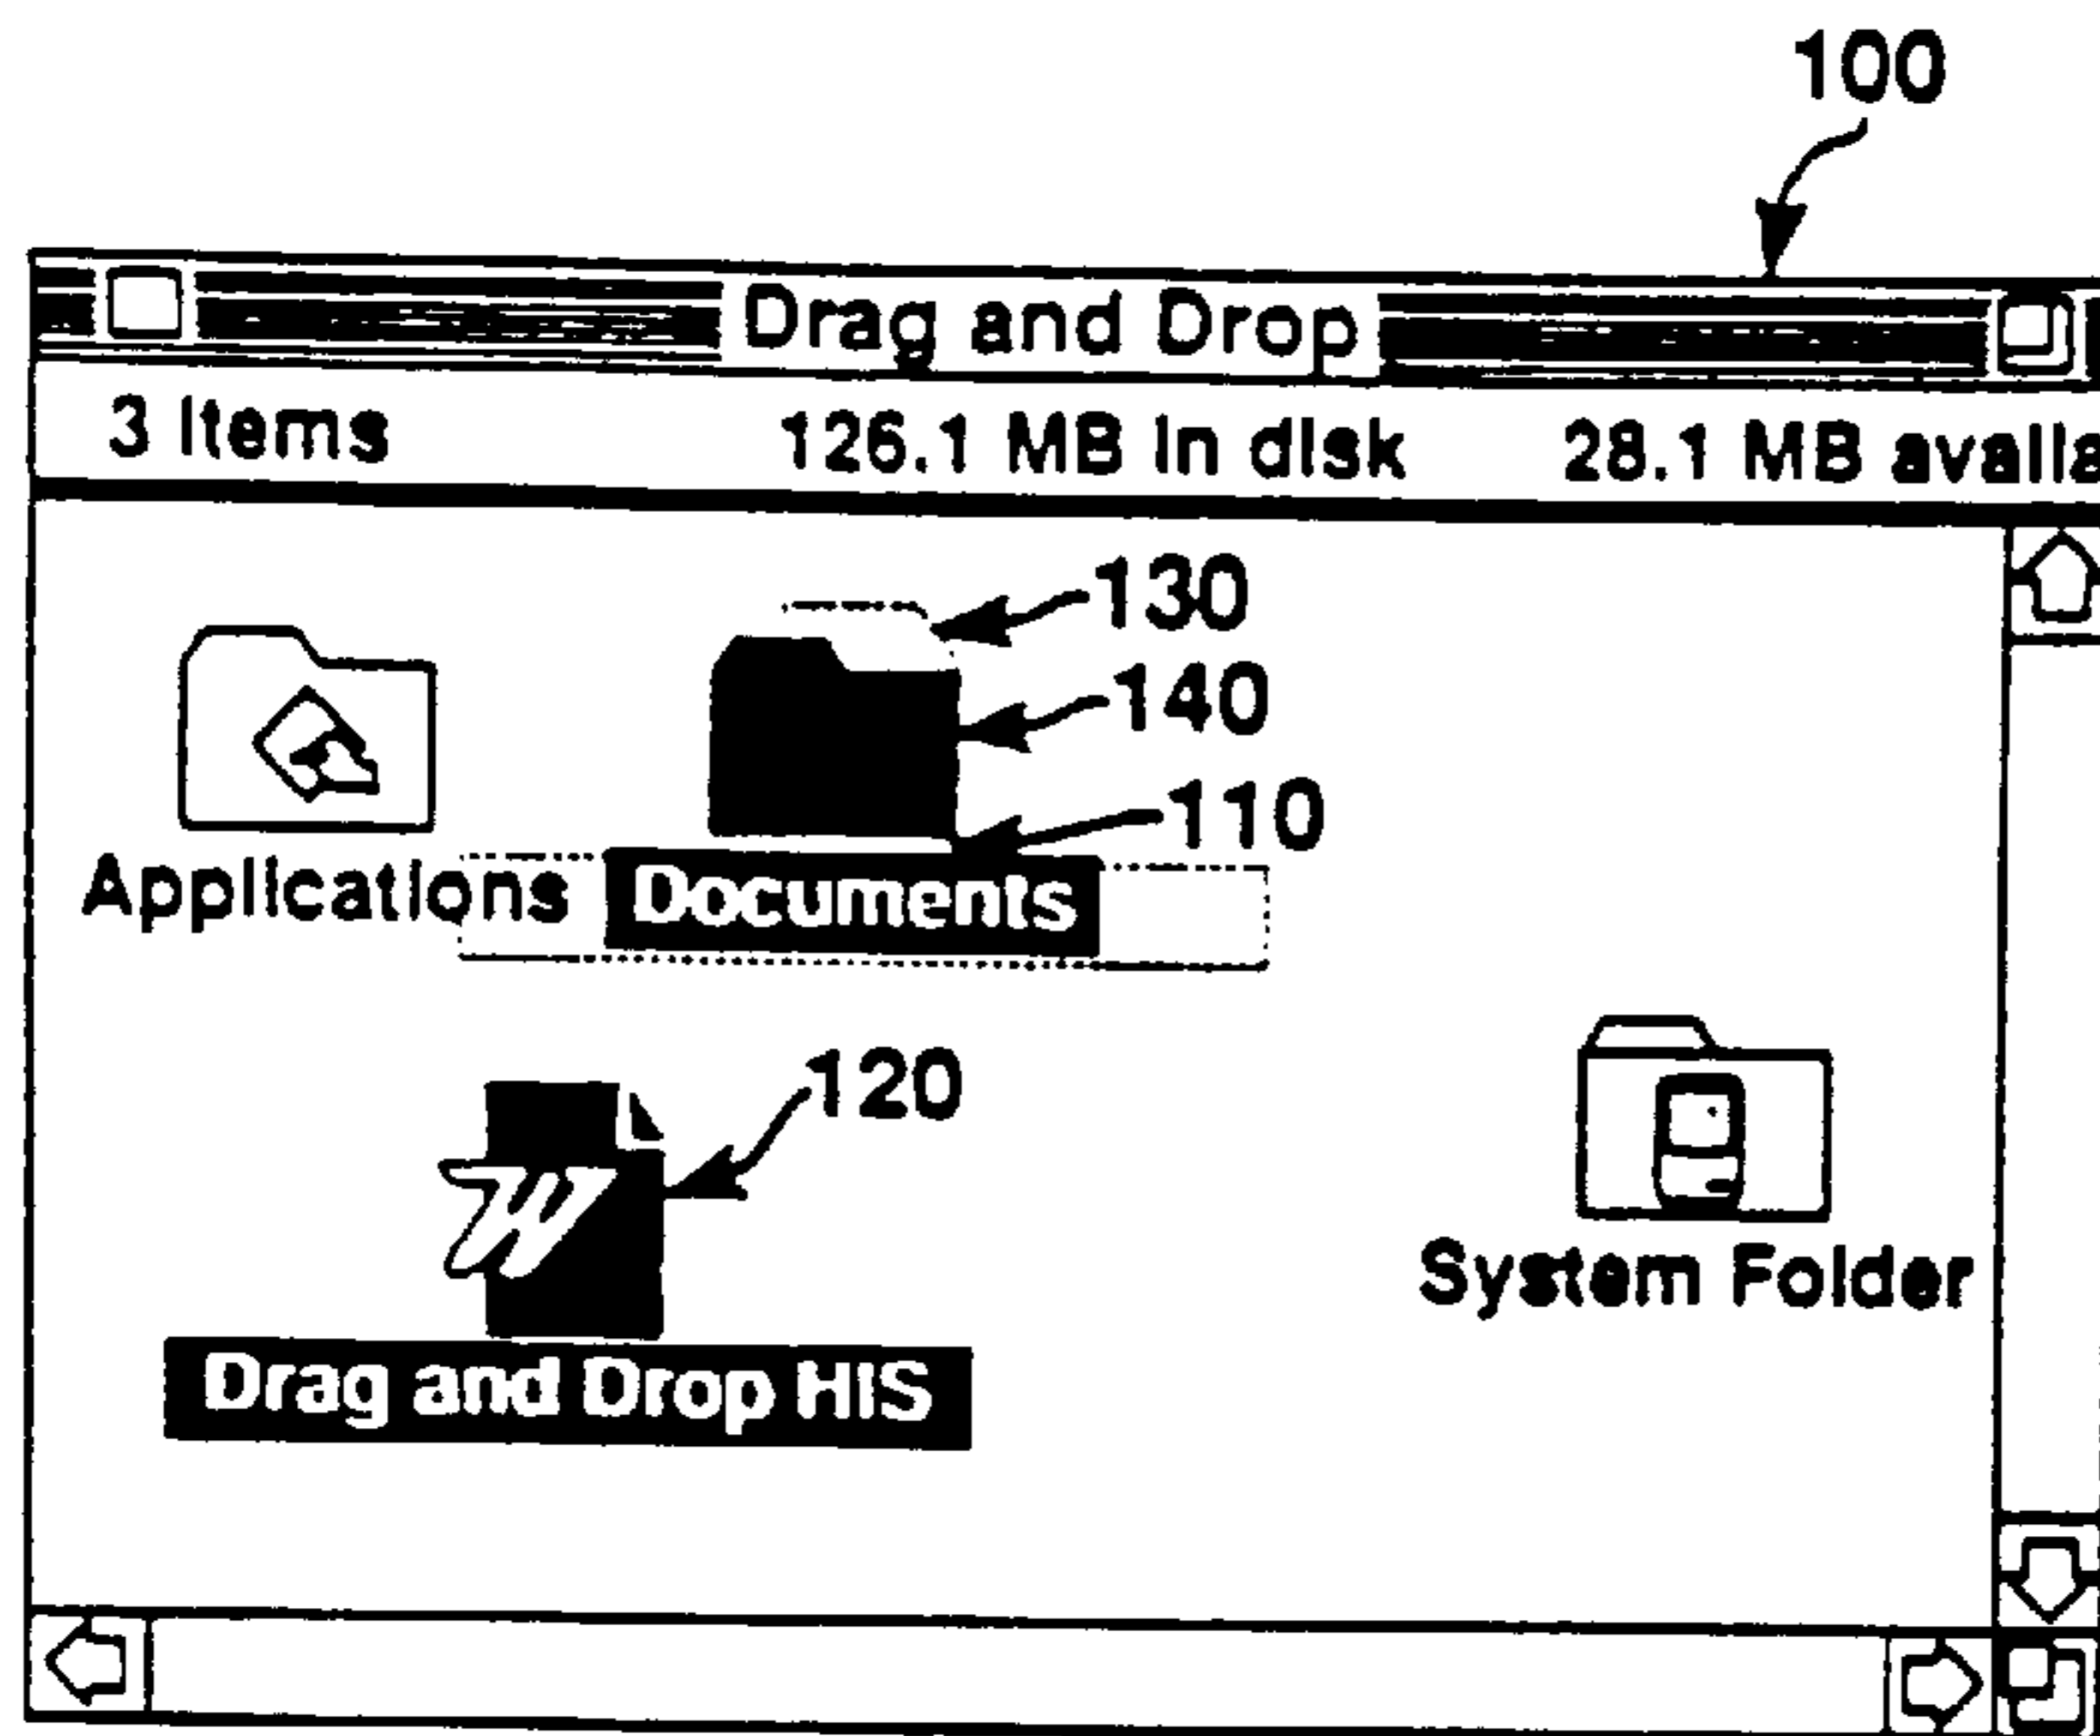 100
Drag and Drop
3 items 126.1 MB in disk 28.1 MB availa
130
140
110
Applications Documents
120
W
System Folder
Drag and Drop HIS